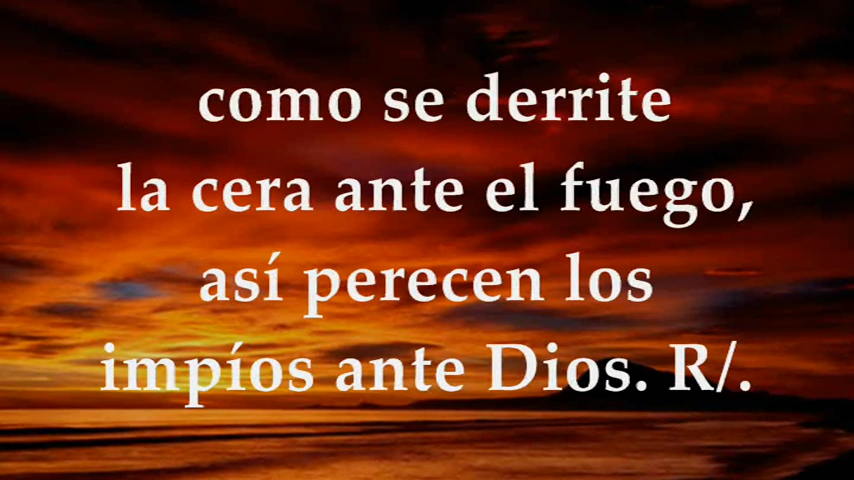 como se derrite
la cera ante el fuego,
así perecen los
impíos ante Dios. R/.